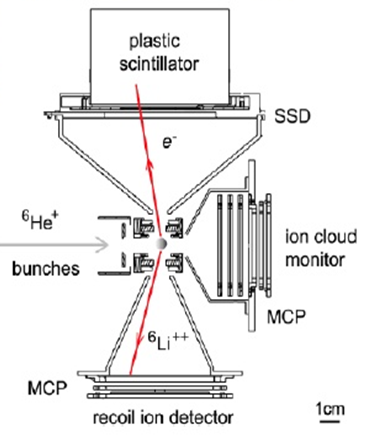 plastic
scintillator
SSD
e⁻
⁶He⁺
bunches
ion cloud
monitor
MCP
⁶Li⁺⁺
MCP
recoil ion detector
1cm